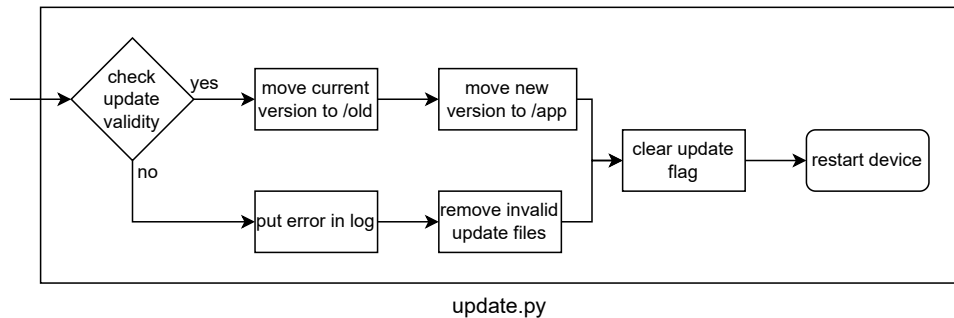 check
update
validity
yes
move current
version to /old
move new
version to /app
no
put error in log
remove invalid
update files
clear update
flag
restart device
update.py